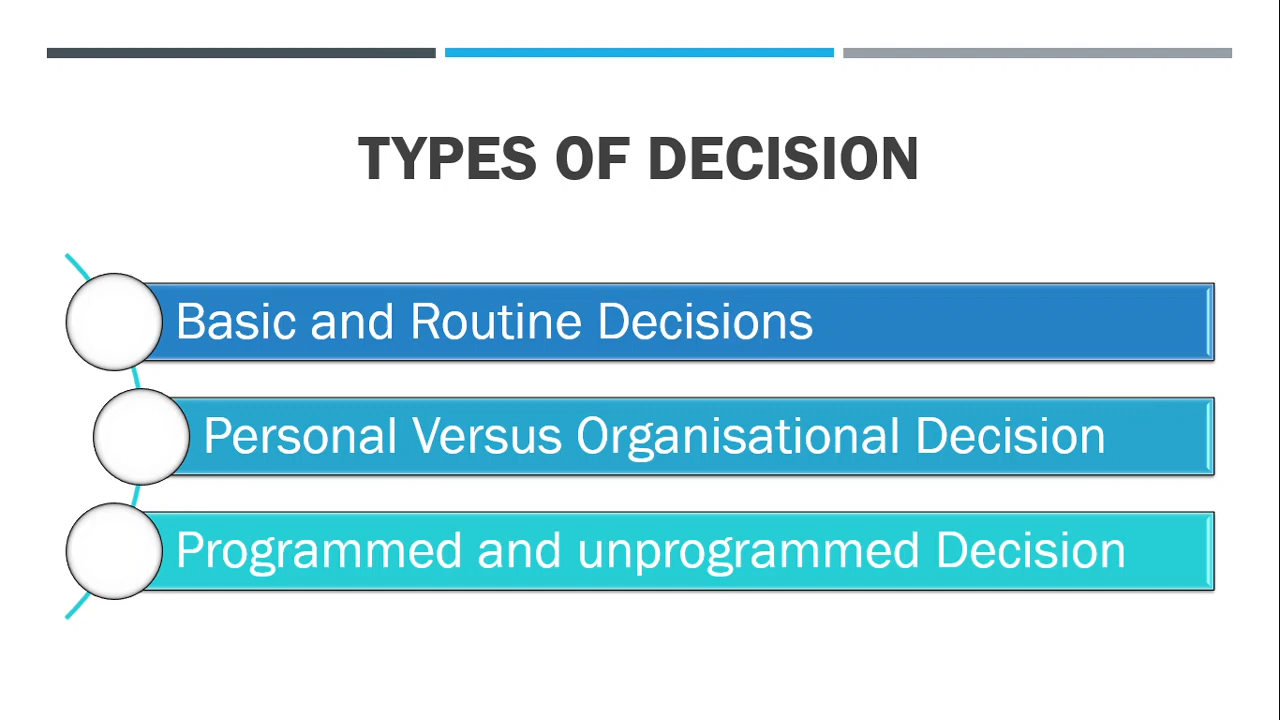 TYPES OF DECISION
Basic and Routine Decisions
Personal Versus Organisational Decision
Programmed and unprogrammed Decision